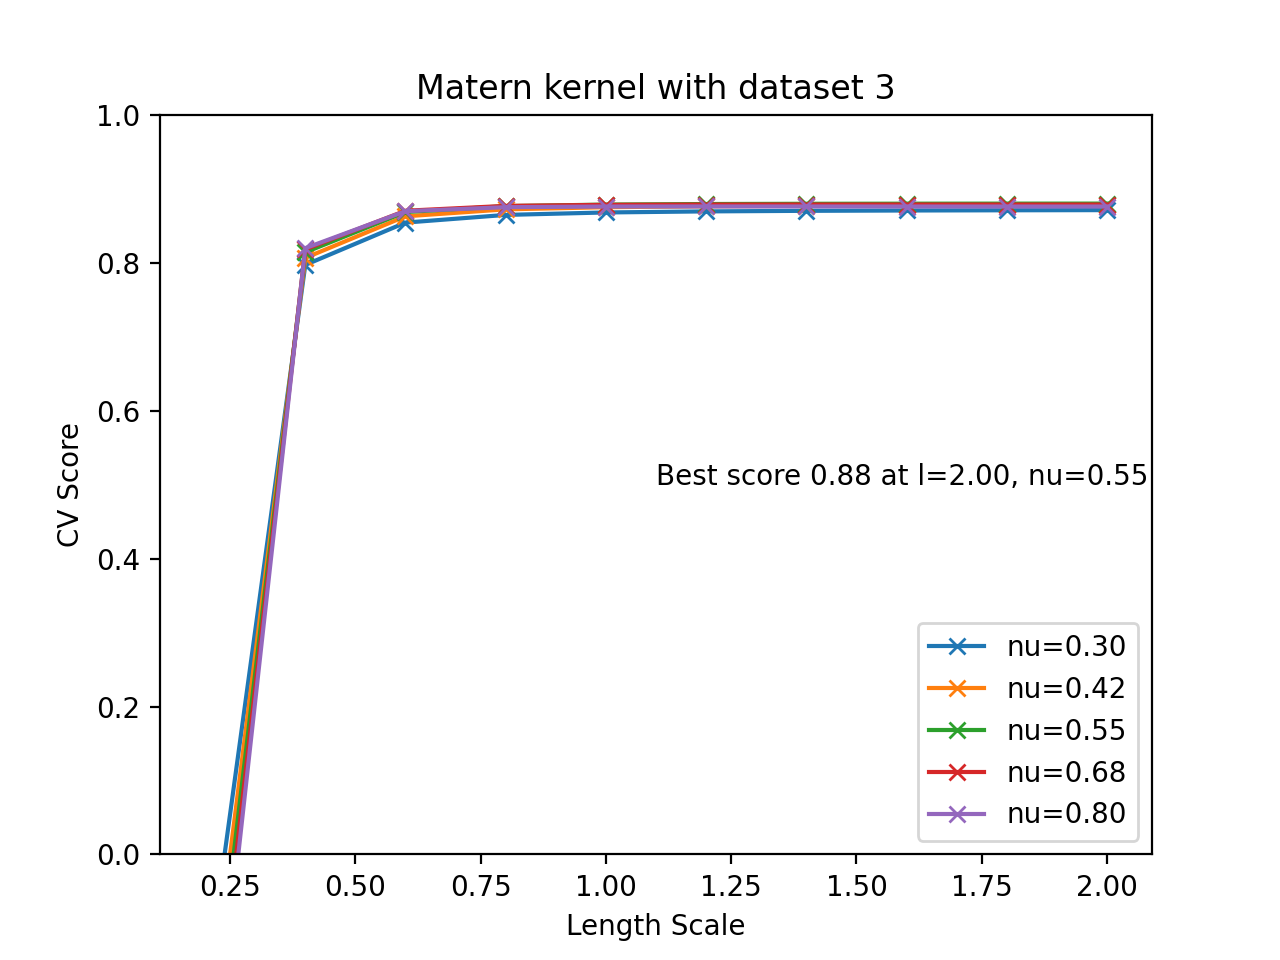 Matern kernel with dataset 3
1.0
0.8
0.6
0.4
0.2
0.0
CV Score
Best score 0.88 at l=2.00, nu=0.55
nu=0.30
nu=0.42
nu=0.55
nu=0.68
nu=0.80
0.25 0.50 0.75 1.00 1.25 1.50 1.75 2.00
Length Scale